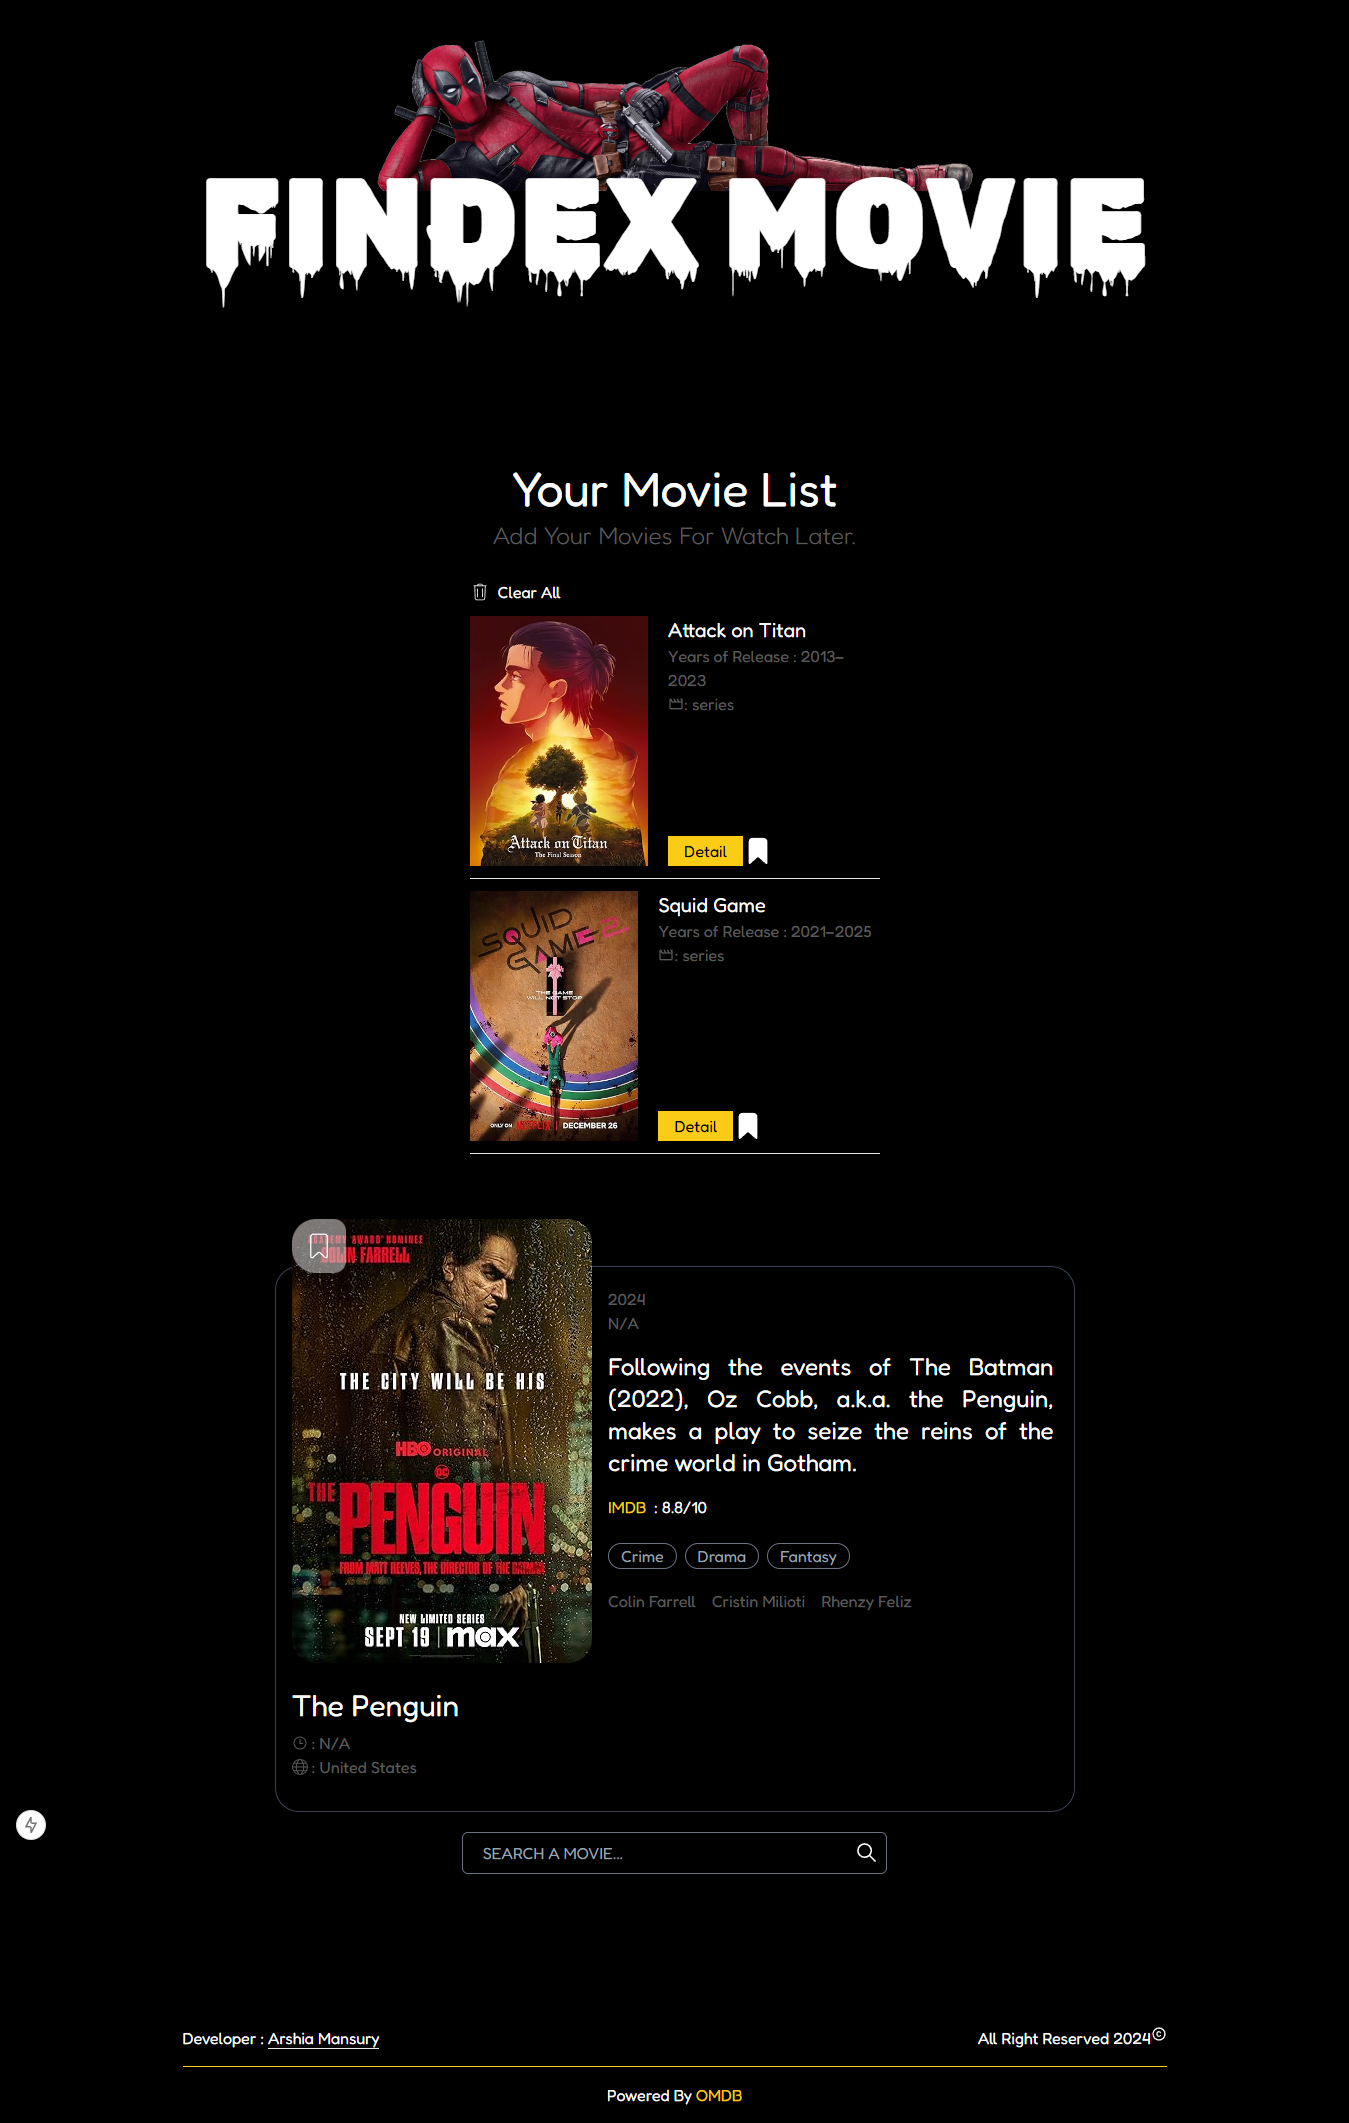 FINDEX MOVIE
Your Movie List
Add Your Movies For Watch Later.
Clear All
Attack on Titan
The Final Season
Attack on Titan
Years of Release : 2013–
2023
: series
Detail
SQUID
GAME 2
THE GAME
WILL NOT STOP
ONLY ON NETFLIX | DECEMBER 26
Squid Game
Years of Release : 2021–2025
: series
Detail
ACADEMY AWARD® NOMINEE
COLIN FARRELL
THE CITY WILL BE HIS
HBO ORIGINAL
DC
THE PENGUIN
FROM MATT REEVES, THE DIRECTOR OF THE BATMAN
NEW LIMITED SERIES
SEPT 19 | max
2024
N/A
Following the events of The Batman
(2022), Oz Cobb, a.k.a. the Penguin,
makes a play to seize the reins of the
crime world in Gotham.
IMDB : 8.8/10
Crime Drama Fantasy
Colin Farrell Cristin Milioti Rhenzy Feliz
The Penguin
: N/A
: United States
SEARCH A MOVIE...
Developer : Arshia Mansury
All Right Reserved 2024©
Powered By OMDB